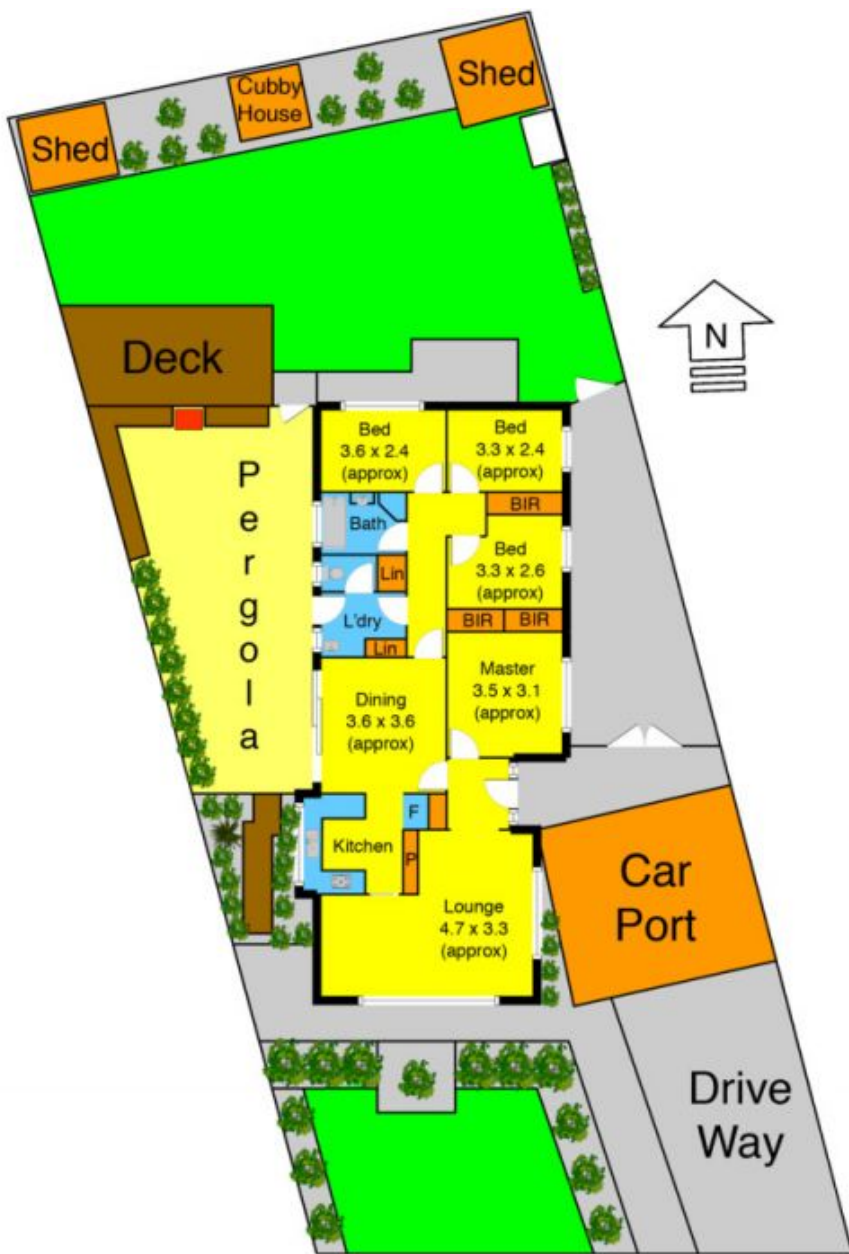 Shed
Cubby
House
Shed
N
Deck
Pergola
Bed
3.6 x 2.4
(approx)
Bed
3.3 x 2.4
(approx)
BIR
Bath
Bed
3.3 x 2.6
(approx)
Lin
L'dry
Lin
BIR
BIR
Master
3.5 x 3.1
(approx)
Dining
3.6 x 3.6
(approx)
F
Kitchen
P
Lounge
4.7 x 3.3
(approx)
Car
Port
Drive
Way